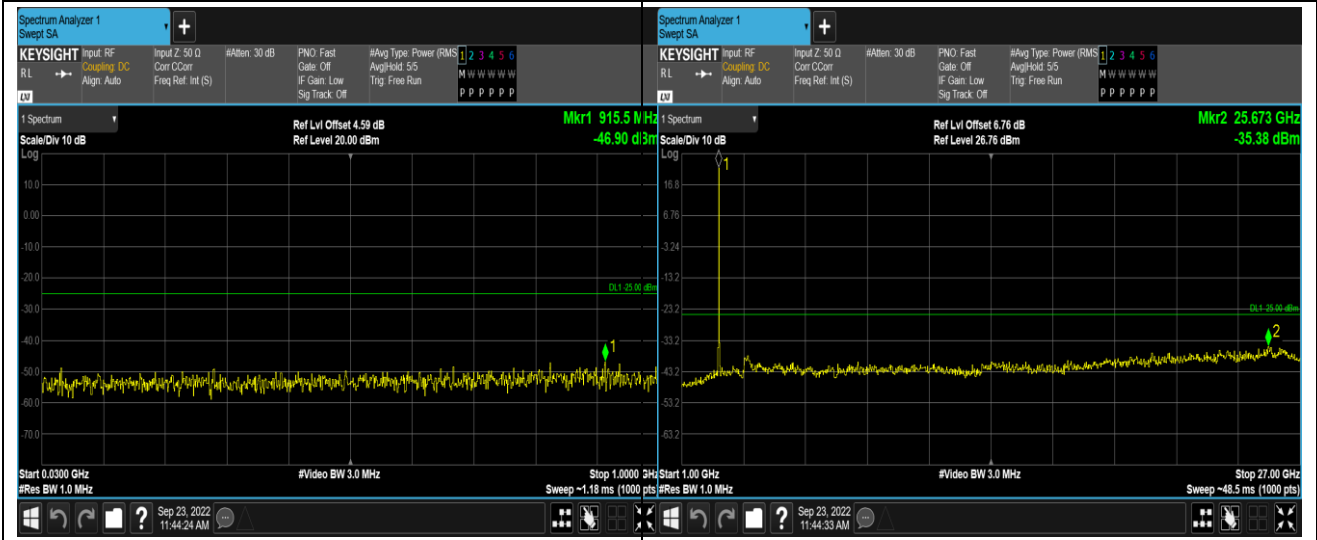 Spectrum Analyzer 1
Swept SA
+
KEYSIGHT
RL
LXI
Input: RF
Coupling: DC
Align: Auto
Input Z: 50 Ω
Corr CCorr
Freq Ref: Int (S)
#Atten: 30 dB
PNO: Fast
Gate: Off
IF Gain: Low
Sig Track: Off
#Avg Type: Power (RMS
Avg|Hold: 5/5
Trig: Free Run
1 2 3 4 5 6
M W W W W W
P P P P P P
1 Spectrum
Scale/Div 10 dB
Log
Ref Lvl Offset 4.59 dB
Ref Level 20.00 dBm
Mkr1 915.5 MHz
-46.90 dBm
10.0
0.00
-10.0
-20.0
DL1 -25.00 dBm
-30.0
-40.0
1
-50.0
-60.0
-70.0
Start 0.0300 GHz
#Res BW 1.0 MHz
#Video BW 3.0 MHz
Stop 1.0000 GHz
Sweep ~1.18 ms (1000 pts
?
Sep 23, 2022
11:44:24 AM
Spectrum Analyzer 1
Swept SA
+
KEYSIGHT
RL
LXI
Input: RF
Coupling: DC
Align: Auto
Input Z: 50 Ω
Corr CCorr
Freq Ref: Int (S)
#Atten: 30 dB
PNO: Fast
Gate: Off
IF Gain: Low
Sig Track: Off
#Avg Type: Power (RMS
Avg|Hold: 5/5
Trig: Free Run
1 2 3 4 5 6
M W W W W W
P P P P P P
1 Spectrum
Scale/Div 10 dB
Log
Ref Lvl Offset 6.76 dB
Ref Level 26.76 dBm
Mkr2 25.673 GHz
-35.38 dBm
1
16.8
6.76
-3.24
-13.2
-23.2
DL1 -25.00 dBm
2
-33.2
-43.2
-53.2
-63.2
Start 1.00 GHz
#Res BW 1.0 MHz
#Video BW 3.0 MHz
Stop 27.00 GHz
Sweep ~48.5 ms (1000 pts)
?
Sep 23, 2022
11:44:33 AM